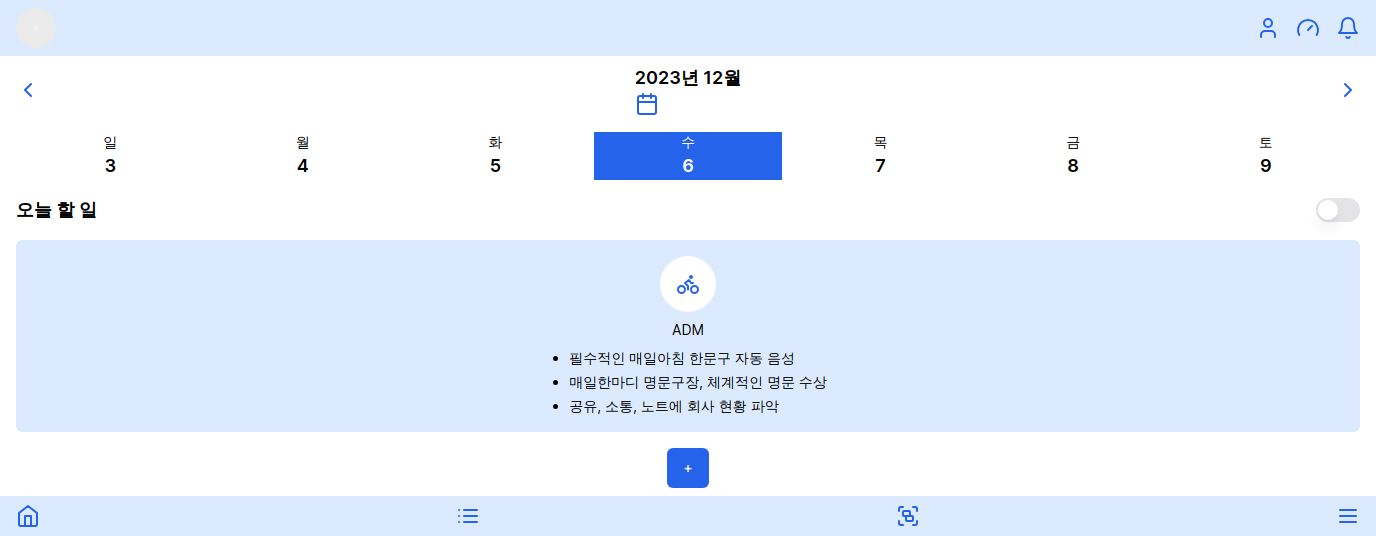 2023년 12월
일 월 화 수 목 금 토
3 4 5 6 7 8 9
오늘 할 일
ADM
• 필수적인 매일아침 한문구 자동 음성
• 매일한마디 명문구장, 체계적인 명문 수상
• 공유, 소통, 노트에 회사 현황 파악
+